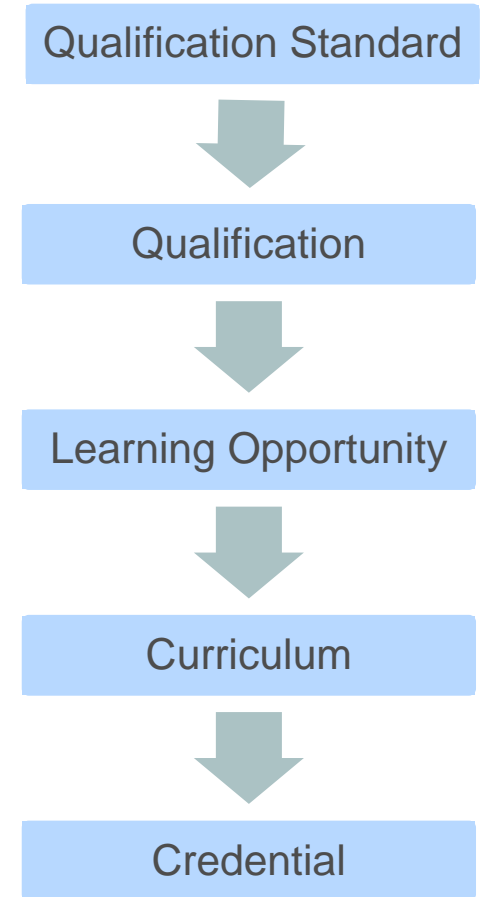 Qualification Standard
Qualification
Learning Opportunity
Curriculum
Credential